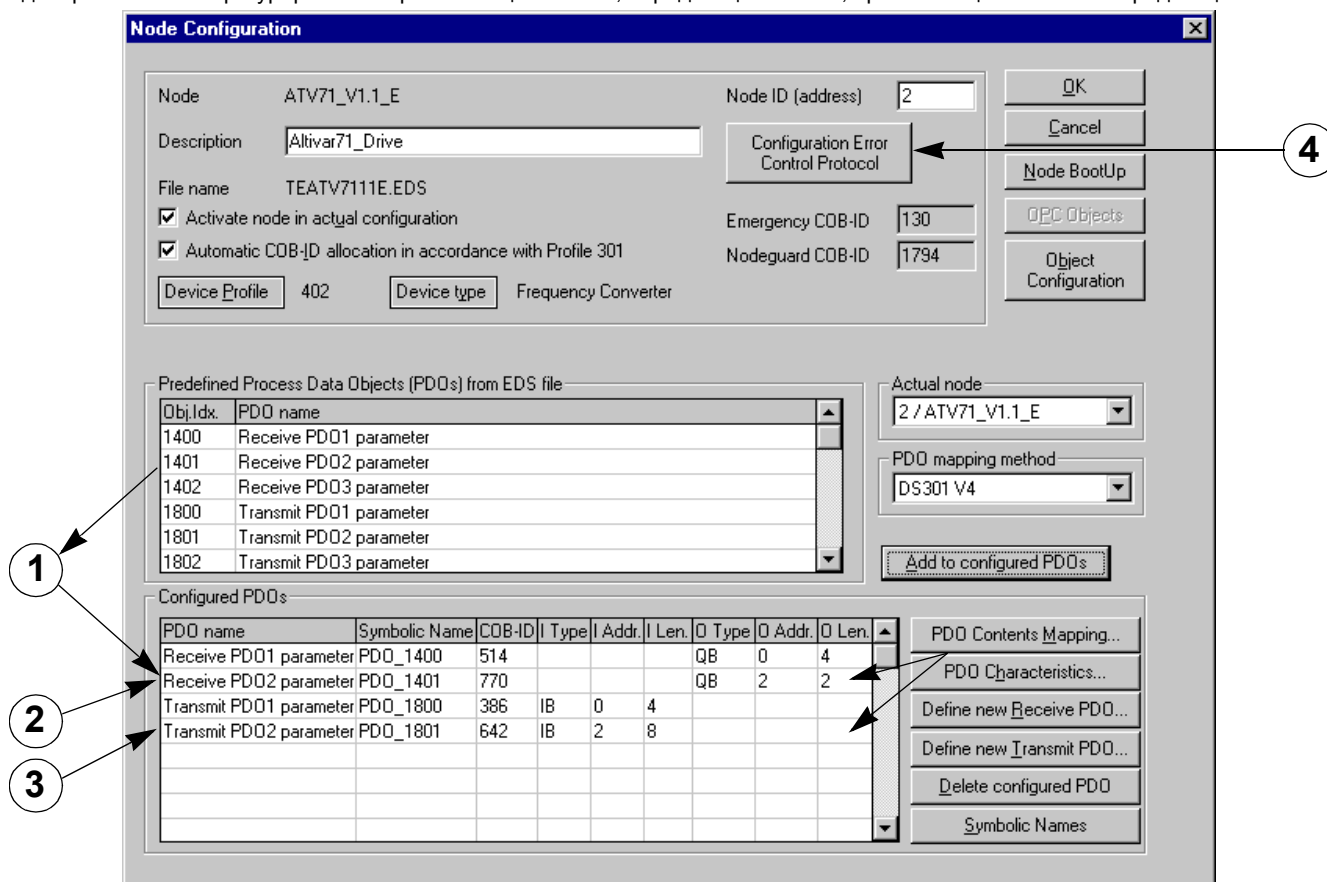 Node Configuration
Node ATV71_V1.1_E
Node ID (address) 2
Description Altivar71_Drive
Configuration Error
Control Protocol
File name TEATV7111E.EDS
Activate node in actual configuration
Automatic COB-ID allocation in accordance with Profile 301
Emergency COB-ID 130
Nodeguard COB-ID 1794
Device Profile 402 Device type Frequency Converter
OK
Cancel
Node BootUp
OPC Objects
Object
Configuration
4
Predefined Process Data Objects (PDOs) from EDS file
Obj.Idx. PDO name
1400 Receive PDO1 parameter
1401 Receive PDO2 parameter
1402 Receive PDO3 parameter
1800 Transmit PDO1 parameter
1801 Transmit PDO2 parameter
1802 Transmit PDO3 parameter
Actual node
2 / ATV71_V1.1_E
PDO mapping method
DS301 V4
Add to configured PDOs
1
Configured PDOs
PDO name Symbolic Name COB-ID I Type I Addr. I Len. O Type O Addr. O Len.
Receive PDO1 parameter PDO_1400 514 QB 0 4
Receive PDO2 parameter PDO_1401 770 QB 2 2
Transmit PDO1 parameter PDO_1800 386 IB 0 4
Transmit PDO2 parameter PDO_1801 642 IB 2 8
PDO Contents Mapping...
PDO Characteristics...
Define new Receive PDO...
Define new Transmit PDO...
Delete configured PDO
Symbolic Names
2
3